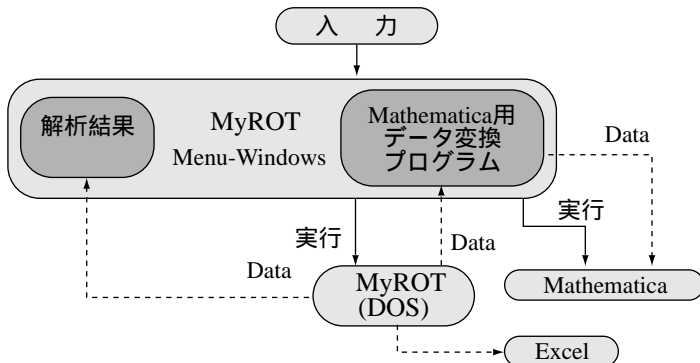 入 力
解析結果
MyROT
Menu-Windows
Mathematica用
データ変換
プログラム
Data
実行
実行
Data
Data
MyROT
(DOS)
Mathematica
Excel